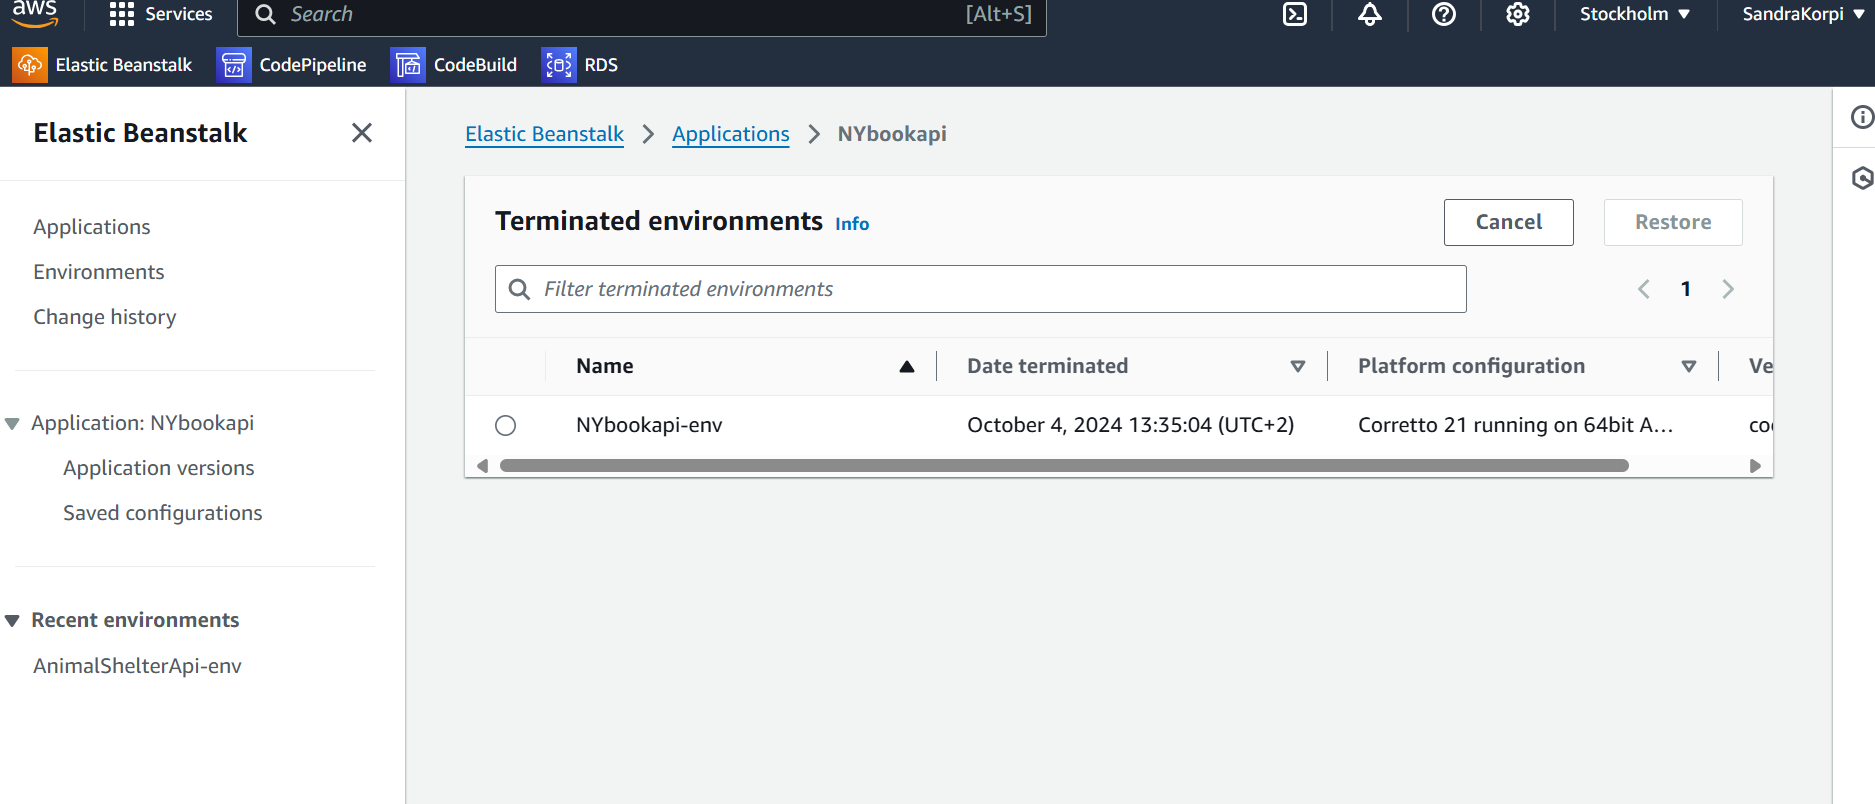 aws
Services
Search
[Alt+S]
Stockholm
SandraKorpi
Elastic Beanstalk
CodePipeline
CodeBuild
RDS
Elastic Beanstalk
Applications
Environments
Change history
Application: NYbookapi
Application versions
Saved configurations
Recent environments
AnimalShelterApi-env
Elastic Beanstalk
Applications
NYbookapi
Terminated environments
Info
Cancel
Restore
Filter terminated environments
1
Name
Date terminated
Platform configuration
Ve
NYbookapi-env
October 4, 2024 13:35:04 (UTC+2)
Corretto 21 running on 64bit A...